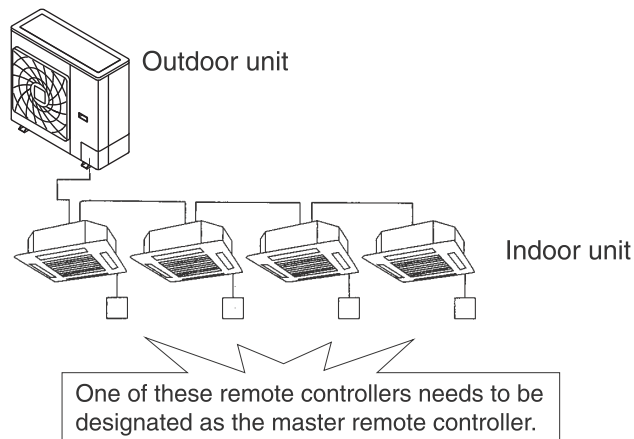 Outdoor unit
Indoor unit
One of these remote controllers needs to be
designated as the master remote controller.